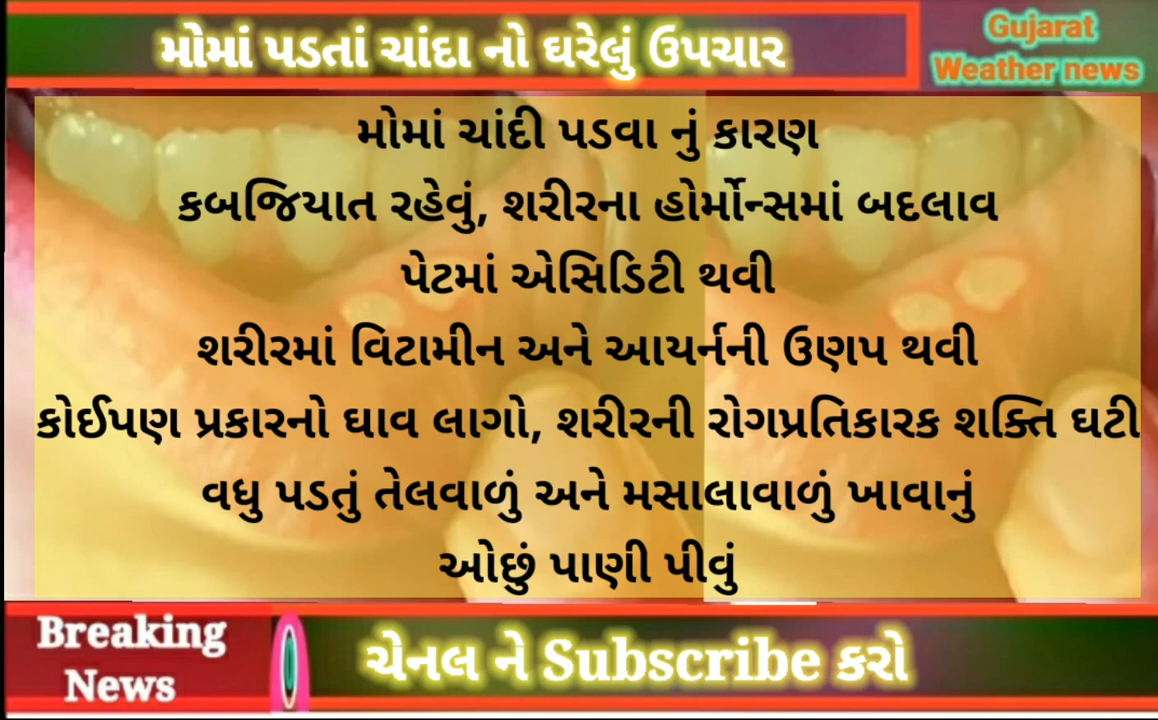 મોમાં પડતાં ચાંદા નો ઘરેલું ઉપચાર
Gujarat
Weather news
મોમાં ચાંદી પડવા નું કારણ
કબજિયાત રહેવું, શરીરના હોર્મોન્સમાં બદલાવ
પેટમાં એસિડિટી થવી
શરીરમાં વિટામીન અને આયર્નની ઉણપ થવી
કોઈપણ પ્રકારનો ઘાવ લાગો, શરીરની રોગપ્રતિકારક શક્તિ ઘટી
વધુ પડતું તેલવાળું અને મસાલાવાળું ખાવાનું
ઓછું પાણી પીવું
Breaking
News
ચેનલ ને Subscribe કરો